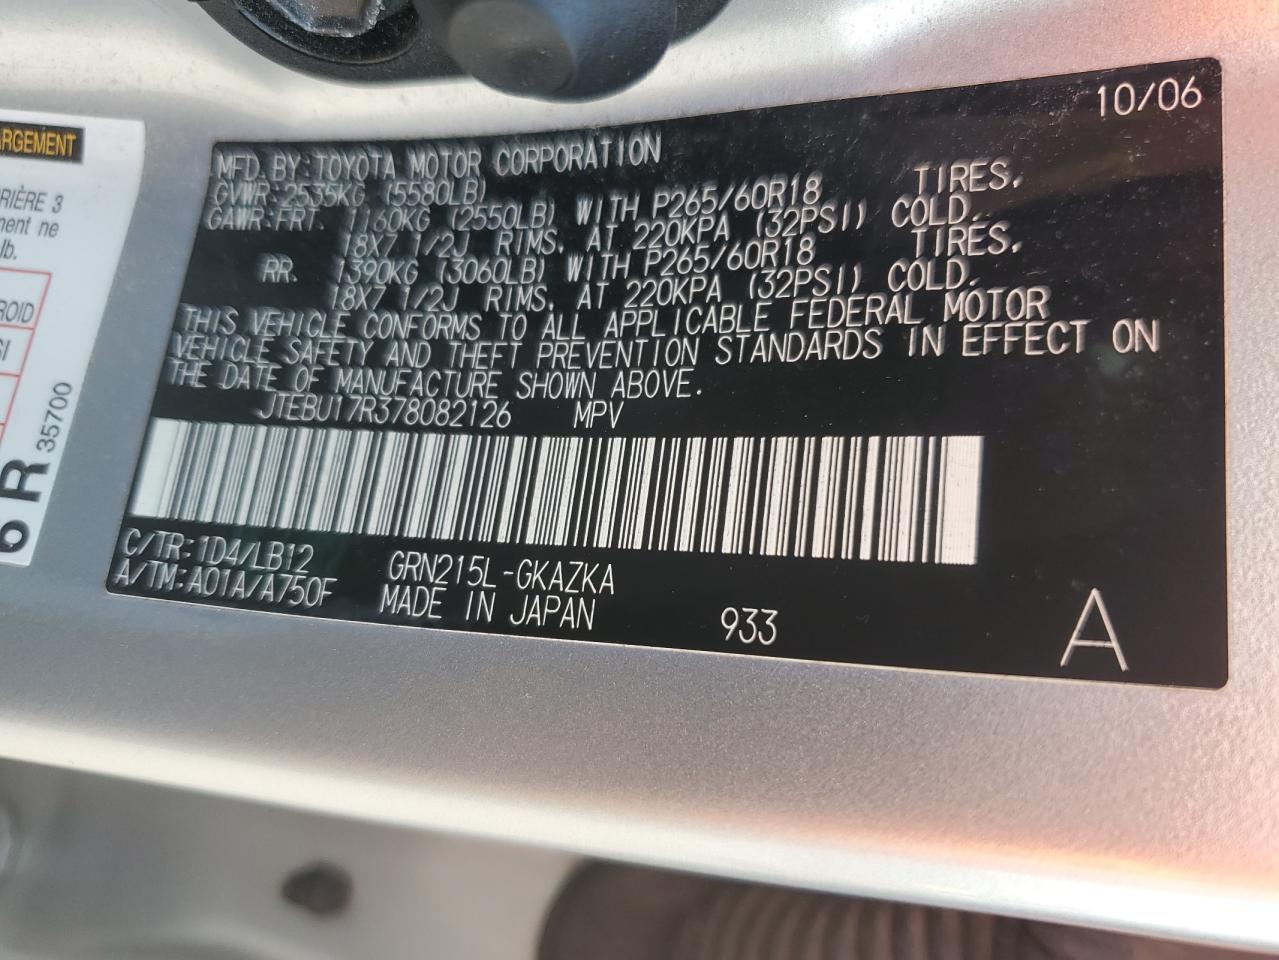 ARGEMENT
RIÈRE 3
ment ne
lb.
ROID
SI
35700
6 R
10/06
MFD. BY: TOYOTA MOTOR CORPORATION
GVWR: 2535KG (5580LB)
GAWR: FRT. 1160KG (2550LB) WITH P265/60R18 TIRES,
18X7 1/2J RIMS, AT 220KPA (32PSI) COLD.
RR. 1390KG (3060LB) WITH P265/60R18 TIRES,
18X7 1/2J RIMS, AT 220KPA (32PSI) COLD.
THIS VEHICLE CONFORMS TO ALL APPLICABLE FEDERAL MOTOR
VEHICLE SAFETY AND THEFT PREVENTION STANDARDS IN EFFECT ON
THE DATE OF MANUFACTURE SHOWN ABOVE.
JTEBU17R378082126 MPV
C/TR: 1D4/LB12 GRN215L-GKAZKA
A/TM: A01A/A750F MADE IN JAPAN 933 A